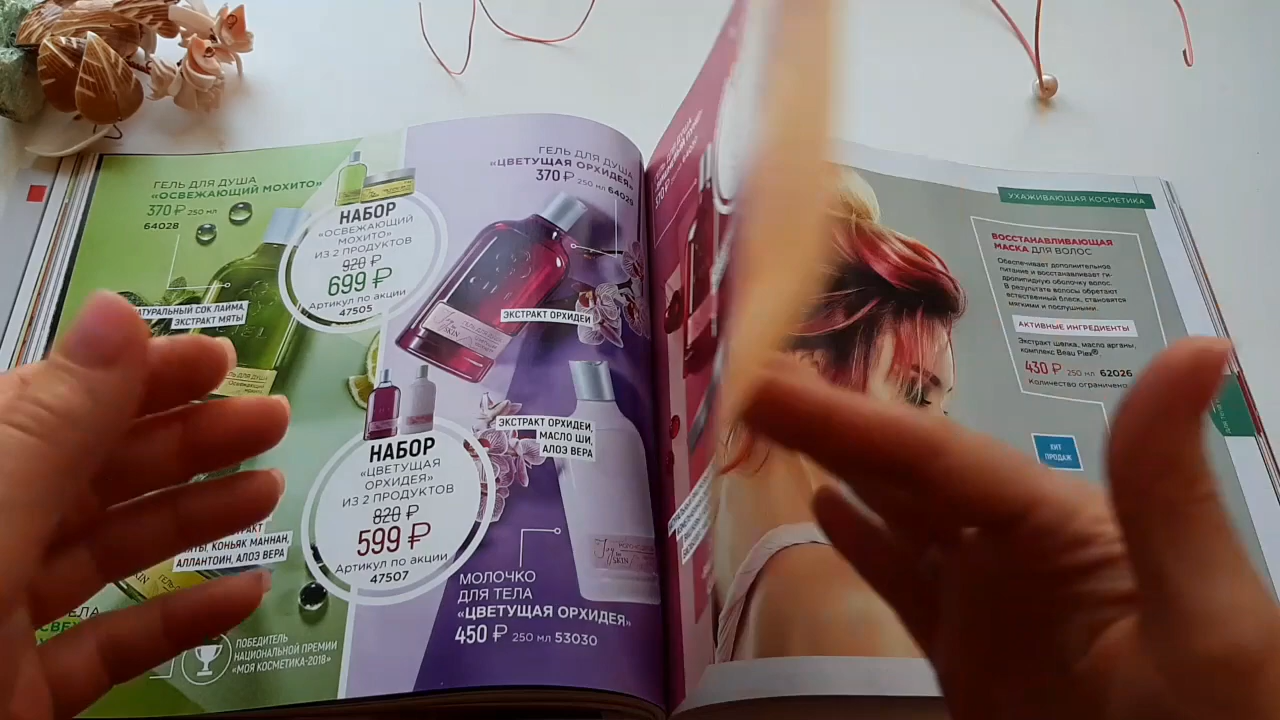 ГЕЛЬ ДЛЯ ДУША
«ОСВЕЖАЮЩИЙ МОХИТО»
370 ₽ 250 мл
64028
НАТУРАЛЬНЫЙ СОК ЛАЙМА,
ЭКСТРАКТ МЯТЫ
НАБОР
«ОСВЕЖАЮЩИЙ
МОХИТО»
ИЗ 2 ПРОДУКТОВ
920 ₽
699 ₽
Артикул по акции
47505
ГЕЛЬ ДЛЯ ДУША
«ЦВЕТУЩАЯ ОРХИДЕЯ»
370 ₽ 250 мл 64029
ЭКСТРАКТ ОРХИДЕИ
ЭКСТРАКТ ОРХИДЕИ,
МАСЛО ШИ,
АЛОЭ ВЕРА
НАБОР
«ЦВЕТУЩАЯ
ОРХИДЕЯ»
ИЗ 2 ПРОДУКТОВ
820 ₽
599 ₽
Артикул по акции
47507
КОНЬЯК МАННАН,
АЛЛАНТОИН, АЛОЭ ВЕРА
ПОБЕДИТЕЛЬ
НАЦИОНАЛЬНОЙ ПРЕМИИ
«МОЯ КОСМЕТИКА-2018»
МОЛОЧКО
ДЛЯ ТЕЛА
«ЦВЕТУЩАЯ ОРХИДЕЯ»
450 ₽ 250 мл 53030
Joy
SKIN
УХАЖИВАЮЩАЯ КОСМЕТИКА
ВОССТАНАВЛИВАЮЩАЯ
МАСКА ДЛЯ ВОЛОС
Обеспечивает дополнительное
питание и восстанавливает ги-
дролипидную оболочку волос.
В результате волосы обретают
естественный блеск, становятся
мягкими и послушными.
АКТИВНЫЕ ИНГРЕДИЕНТЫ
Экстракт шелка, масло арганы,
комплекс Beau Plex®.
430 ₽ 250 мл 62026
Количество ограничено
ХИТ
ПРОДАЖ